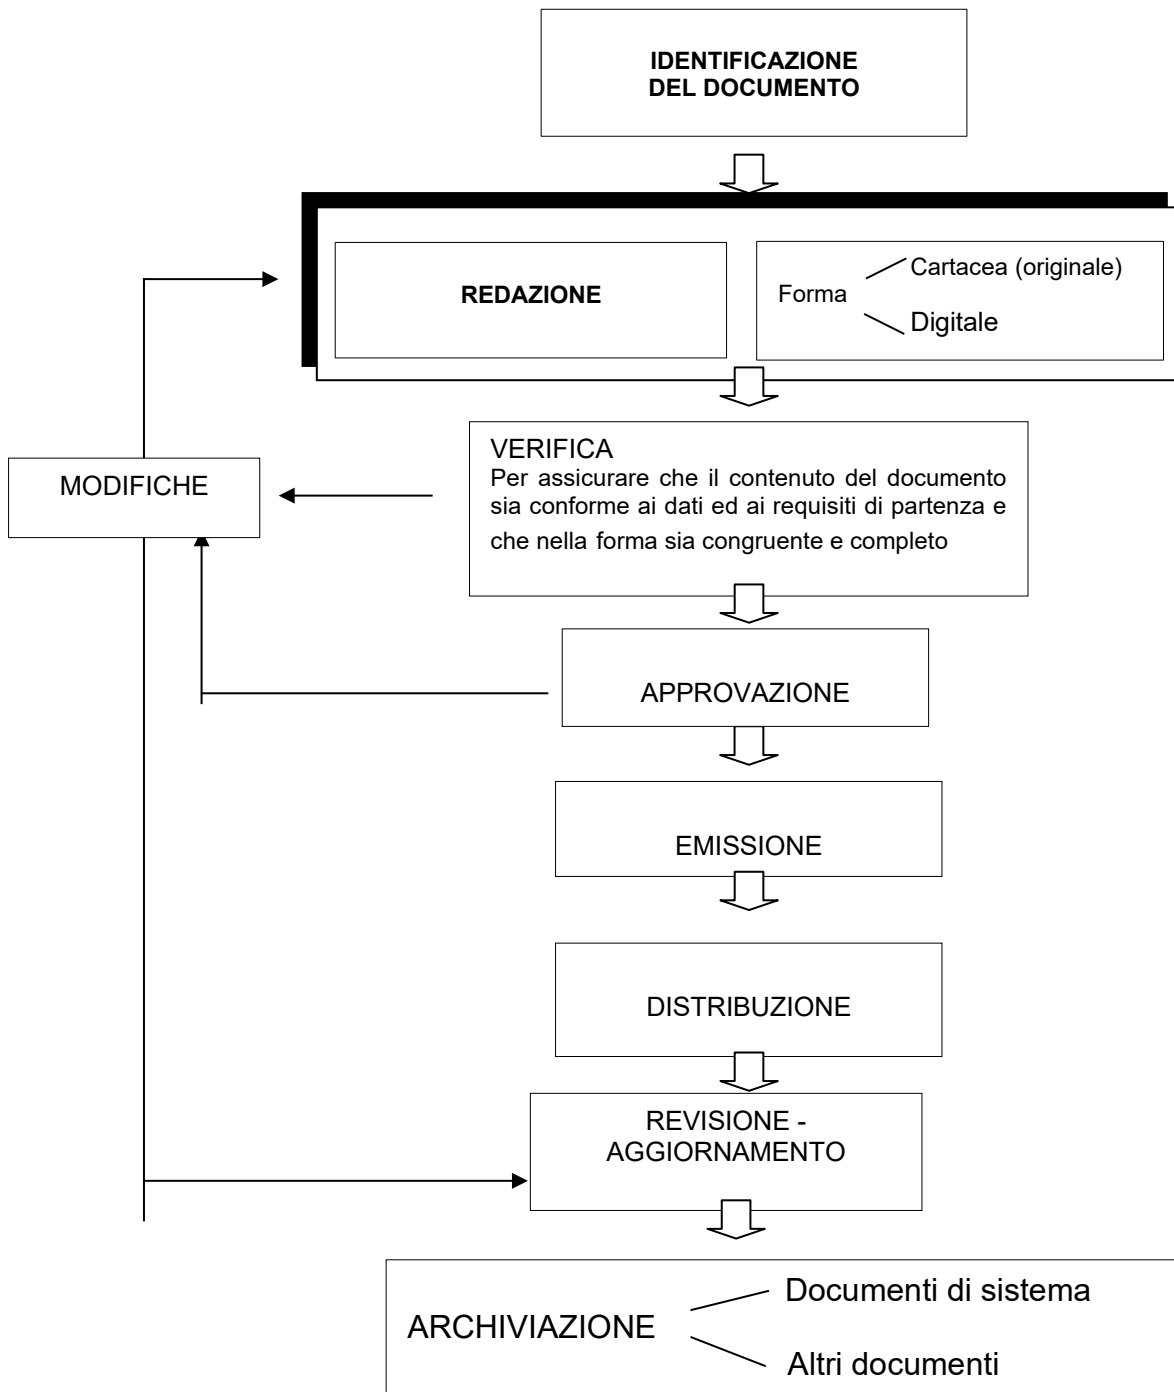 IDENTIFICAZIONE
DEL DOCUMENTO
REDAZIONE
Forma
Cartacea (originale)
Digitale
VERIFICA
Per assicurare che il contenuto del documento
sia conforme ai dati ed ai requisiti di partenza e
che nella forma sia congruente e completo
MODIFICHE
APPROVAZIONE
EMISSIONE
DISTRIBUZIONE
REVISIONE -
AGGIORNAMENTO
ARCHIVIAZIONE
Documenti di sistema
Altri documenti